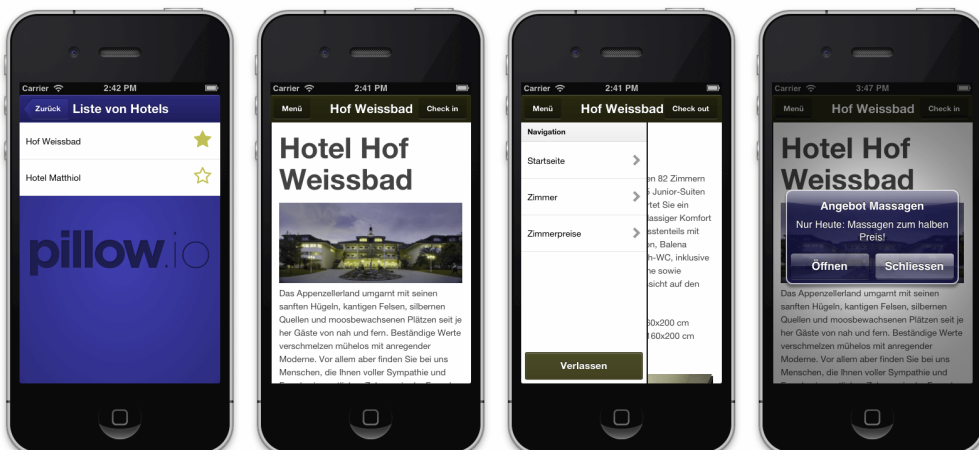 Carrier 2:42 PM
Zurück Liste von Hotels
Hof Weissbad
Hotel Matthiol
pillow.io
Carrier 2:41 PM
Menü Hof Weissbad Check in
Hotel Hof
Weissbad
Das Appenzellerland umgarnt mit seinen
sanften Hügeln, kantigen Felsen, silbernen
Quellen und moosbewachsenen Plätzen seit je
her Gäste von nah und fern. Beständige Werte
verschmelzen mühelos mit anregender
Moderne. Vor allem aber finden Sie bei uns
Menschen, die Ihnen voller Sympathie und
Carrier 2:41 PM
Menü Hof Weissbad Check out
Navigation
Startseite
Zimmer
Zimmerpreise
en 82 Zimmern
Junior-Suiten
rtet Sie ein
lassiger Komfort
sstenteils mit
on, Balena
h-WC, inklusive
ne sowie
ssicht auf den
60x200 cm
160x200 cm
Verlassen
Carrier 3:47 PM
Menü Hof Weissbad Check in
Hotel Hof
Weissbad
Angebot Massagen
Nur Heute: Massagen zum halben
Preis!
Öffnen Schliessen
Das Appenzellerland umgarnt mit seinen
sanften Hügeln, kantigen Felsen, silbernen
Quellen und moosbewachsenen Plätzen seit je
her Gäste von nah und fern. Beständige Werte
verschmelzen mühelos mit anregender
Moderne. Vor allem aber finden Sie bei uns
Menschen, die Ihnen voller Sympathie und